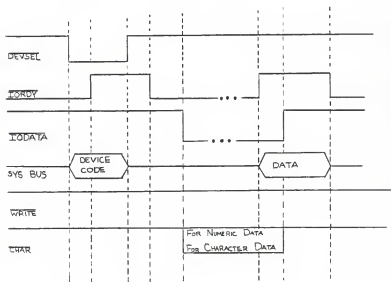 DEVSEL
IORDY
IODATA
DEVICE CODE
DATA
SYS BUS
WRITE
FOR NUMERIC DATA
FOR CHARACTER DATA
CHAR